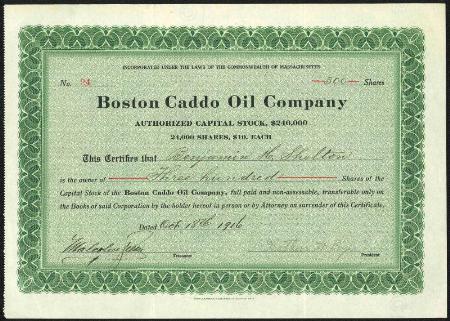 INCORPORATED UNDER THE LAWS OF THE COMMONWEALTH OF MASSACHUSETTS
No. 24 300 Shares
Boston Caddo Oil Company
AUTHORIZED CAPITAL STOCK, $240,000
24,000 SHARES, $10. EACH
This Certifies that Benjamin H. Shelton
is the owner of Three hundred Shares of the
Capital Stock of the Boston Caddo Oil Company, full paid and non-assessable, transferable only on
the Books of said Corporation by the holder hereof in person or by Attorney on surrender of this Certificate.
Dated Oct 18th 1916
Malcolm
Treasurer President